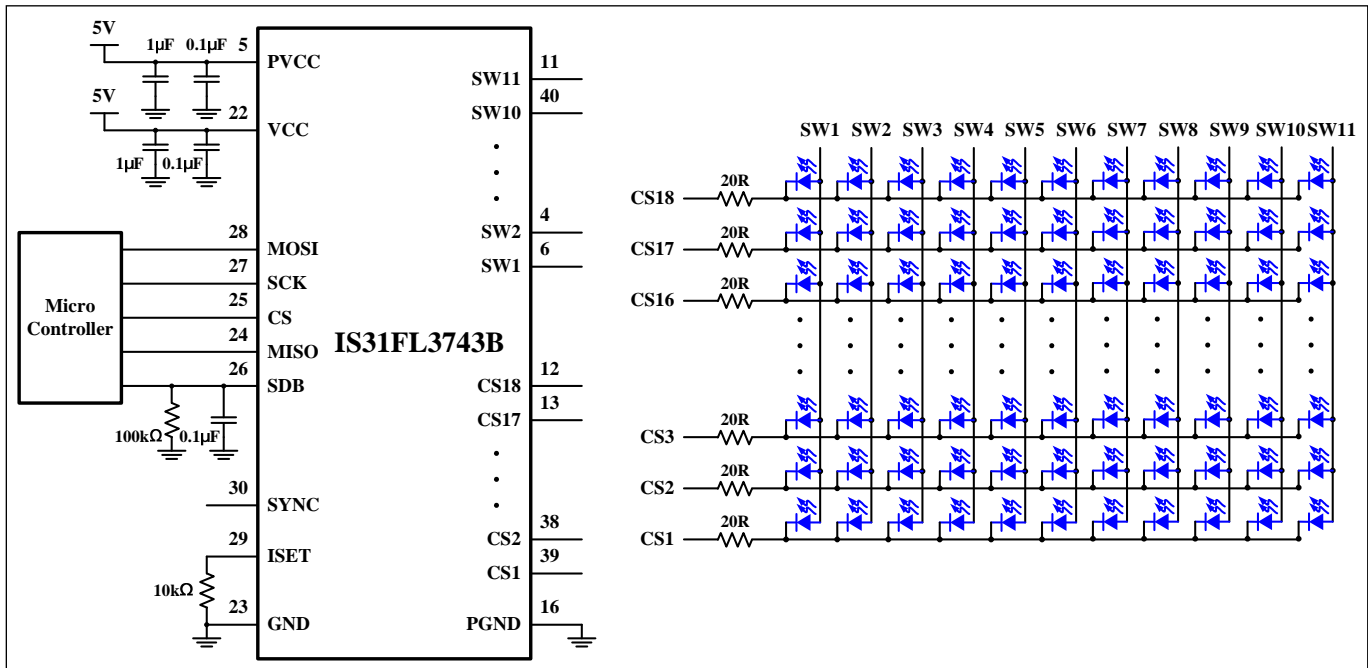 5V
1µF 0.1µF
5
PVCC
5V
22
VCC
1µF 0.1µF
Micro
Controller
28
MOSI
27
SCK
25
CS
24
MISO
26
SDB
100kΩ 0.1µF
30
SYNC
29
ISET
10kΩ
23
GND
IS31FL3743B
11
SW11
40
SW10
4
SW2
6
SW1
12
CS18
13
CS17
38
CS2
39
CS1
16
PGND
SW1 SW2 SW3 SW4 SW5 SW6 SW7 SW8 SW9 SW10 SW11
CS18 20R
CS17 20R
CS16 20R
CS3 20R
CS2 20R
CS1 20R